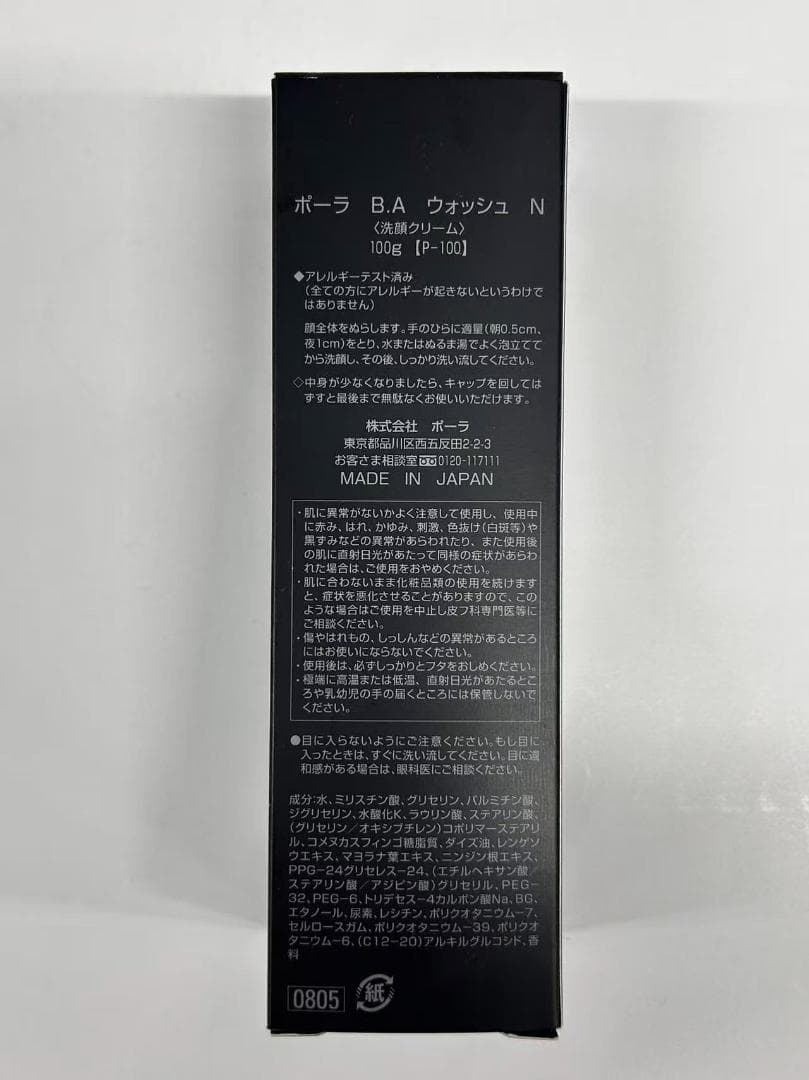 ポーラ B.A ウォッシュ N
〈洗顔クリーム〉
100g 【P-100】
◆アレルギーテスト済み
（全ての方にアレルギーが起きないというわけで
はありません）
顔全体をぬらします。手のひらに適量（朝0.5cm、
夜1cm）をとり、水またはぬるま湯でよく泡立てて
から洗顔し、その後、しっかり洗い流してください。
◇中身が少なくなりましたら、キャップを回しては
ずすと最後まで無駄なくお使いいただけます。
株式会社 ポーラ
東京都品川区西五反田2-2-3
お客さま相談室 0120-117111
MADE IN JAPAN
・肌に異常がないかよく注意して使用し、使用中
に赤み、はれ、かゆみ、刺激、色抜け（白斑等）や
黒ずみなどの異常があらわれたり、また使用後
の肌に直射日光があたって同様の症状があらわ
れた場合は、ご使用をおやめください。
・肌に合わないまま化粧品類の使用を続けます
と、症状を悪化させることがありますので、この
ような場合はご使用を中止し皮フ科専門医等に
ご相談ください。
・傷やはれもの、しっしんなどの異常があるところ
にはお使いにならないでください。
・使用後は、必ずしっかりとフタをおしめください。
・極端に高温または低温、直射日光があたるとこ
ろや乳幼児の手の届くところには保管しないで
ください。
●目に入らないようにご注意ください。もし目に
入ったときは、すぐに洗い流してください。目に違
和感がある場合は、眼科医にご相談ください。
成分：水、ミリスチン酸、グリセリン、パルミチン酸、
ジグリセリン、水酸化K、ラウリン酸、ステアリン酸、
（グリセリン／オキシブチレン）コポリマーステアリ
ル、コメヌカスフィンゴ糖脂質、ダイズ油、レンゲソ
ウエキス、マヨラナ葉エキス、ニンジン根エキス、
PPG-24グリセレス-24、（エチルヘキサン酸
／ステアリン酸／アジピン酸）グリセリル、PEG-
32、PEG-6、トリデセス-4カルボン酸Na、BG、
エタノール、尿素、レシチン、ポリクオタニウム-7、
セルロースガム、ポリクオタニウム-39、ポリクオ
タニウム-6、（C12-20）アルキルグルコシド、香
料
0805 紙